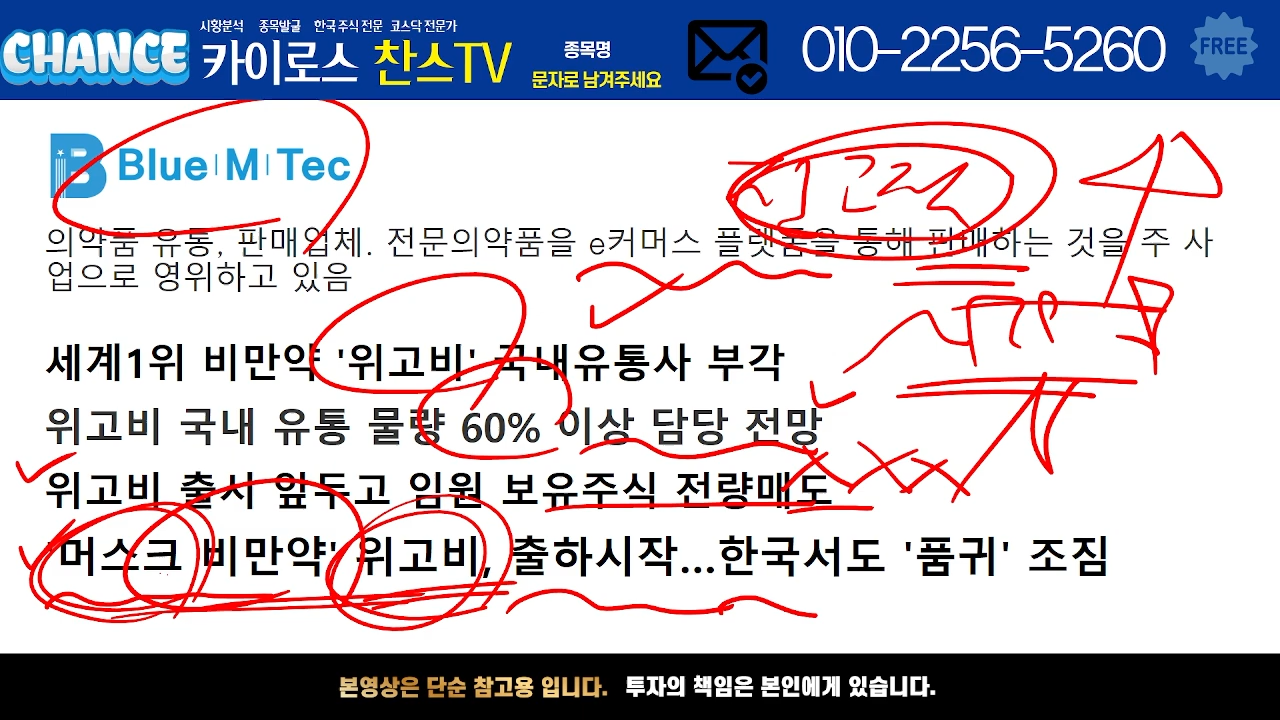 시황분석 종목발굴 한국 주식 전문 코스닥 전문가
CHANCE 카이로스 찬스TV
종목명
문자로 남겨주세요
010-2256-5260
FREE
B Blue M Tec
의약품 유통, 판매업체. 전문의약품을 e커머스 플랫폼을 통해 판매하는 것을 주 사
업으로 영위하고 있음
세계1위 비만약 '위고비' 국내유통사 부각
위고비 국내 유통 물량 60% 이상 담당 전망
위고비 출시 앞두고 임원 보유주식 전량매도
'머스크 비만약' 위고비, 출하시작...한국서도 '품귀' 조짐
본영상은 단순 참고용 입니다. 투자의 책임은 본인에게 있습니다.